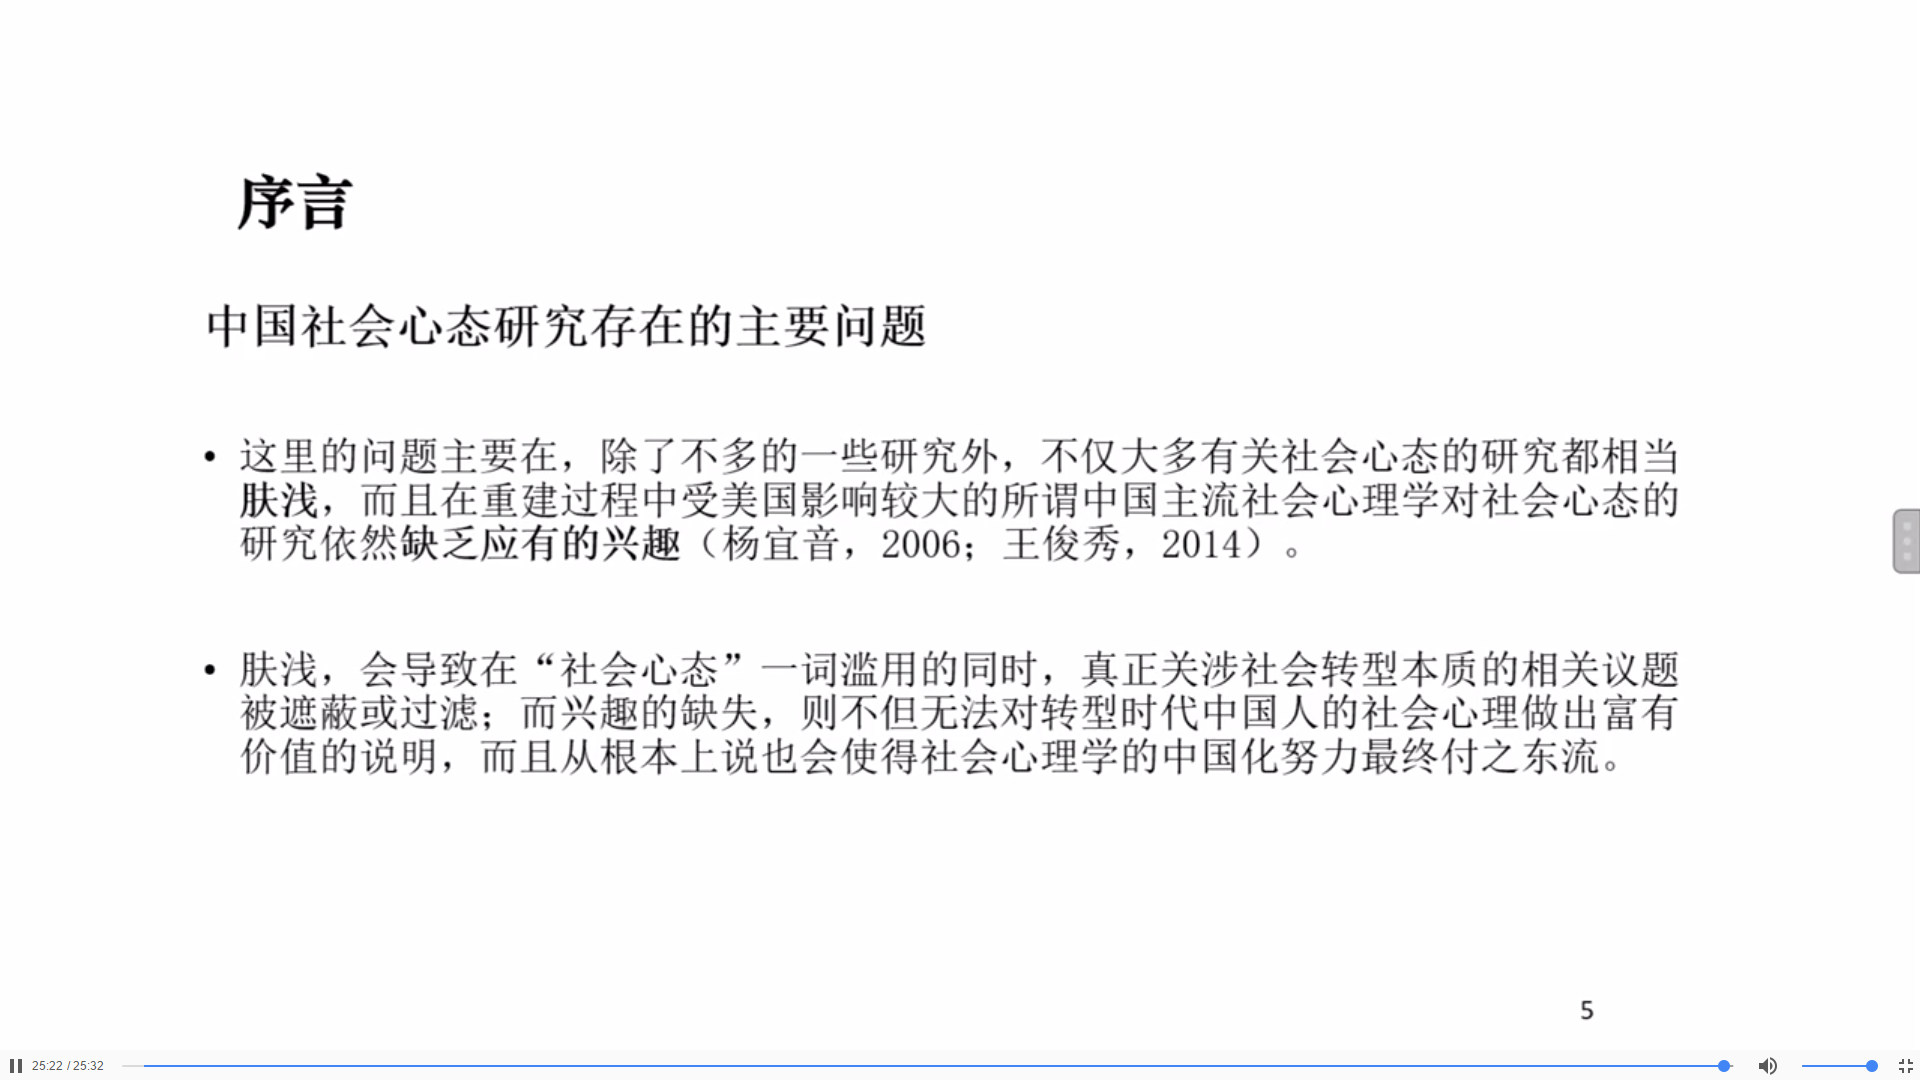 序言
中国社会心态研究存在的主要问题
• 这里的问题主要在，除了不多的一些研究外，不仅大多有关社会心态的研究都相当
肤浅，而且在重建过程中受美国影响较大的所谓中国主流社会心理学对社会心态的
研究依然缺乏应有的兴趣（杨宜音，2006；王俊秀，2014）。
• 肤浅，会导致在“社会心态”一词滥用的同时，真正关涉社会转型本质的相关议题
被遮蔽或过滤；而兴趣的缺失，则不但无法对转型时代中国人的社会心理做出富有
价值的说明，而且从根本上说也会使得社会心理学的中国化努力最终付之东流。
5
25:22 / 25:32